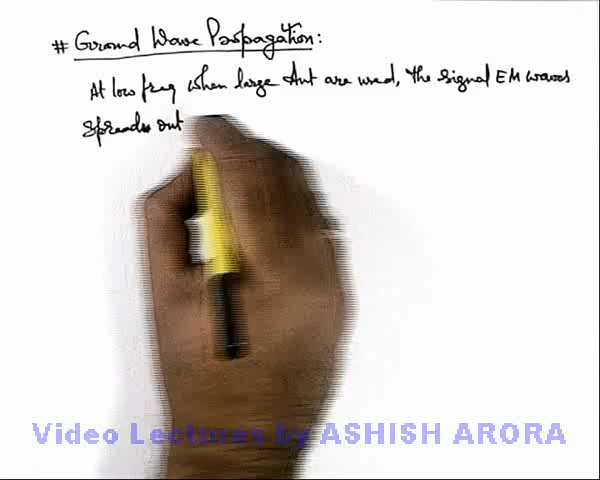 # Ground Wave Propagation:
At low freq when large Ant are used, the signal EM waves
spreads out
Video Lectures by ASHISH ARORA